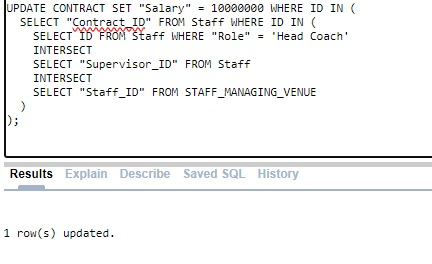 UPDATE CONTRACT SET "Salary" = 10000000 WHERE ID IN (
SELECT "Contract_ID" FROM Staff WHERE ID IN (
SELECT ID FROM Staff WHERE "Role" = 'Head Coach'
INTERSECT
SELECT "Supervisor_ID" FROM Staff
INTERSECT
SELECT "Staff_ID" FROM STAFF_MANAGING_VENUE
)
);
Results Explain Describe Saved SQL History
1 row(s) updated.